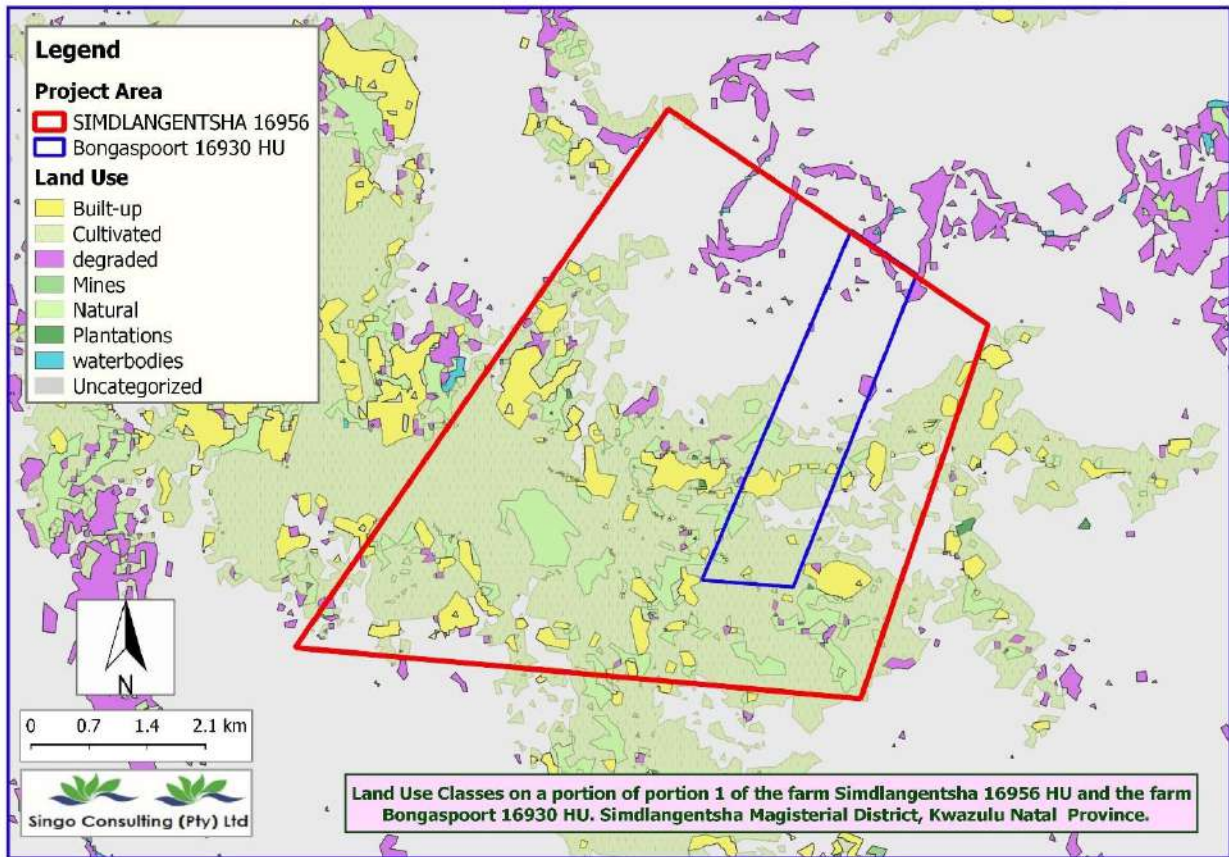 Legend
Project Area
SIMDLANGENTSHA 16956
Bongaspoort 16930 HU
Land Use
Built-up
Cultivated
degraded
Mines
Natural
Plantations
waterbodies
Uncategorized
N
0 0.7 1.4 2.1 km
Singo Consulting (Pty) Ltd
Land Use Classes on a portion of portion 1 of the farm Simdlangentsha 16956 HU and the farm
Bongaspoort 16930 HU. Simdlangentsha Magisterial District, Kwazulu Natal Province.